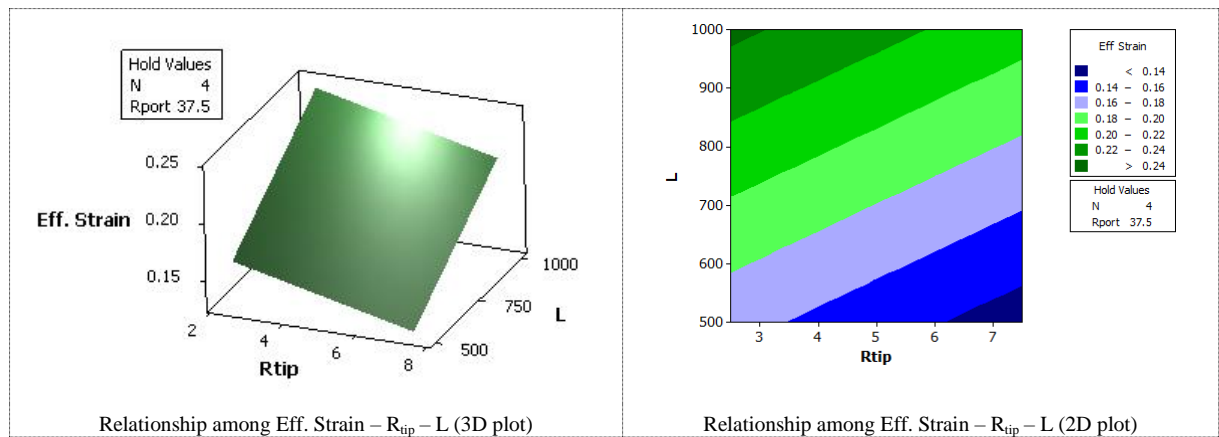 Hold Values
N 4
Rport 37.5
0.25
0.20
0.15
Eff. Strain
2
4
6
8
Rtip
500
750
1000
L
Relationship among Eff. Strain – Rtip – L (3D plot)
1000
900
800
700
600
500
L
3 4 5 6 7
Rtip
Eff Strain
< 0.14
0.14 – 0.16
0.16 – 0.18
0.18 – 0.20
0.20 – 0.22
0.22 – 0.24
> 0.24
Hold Values
N 4
Rport 37.5
Relationship among Eff. Strain – Rtip – L (2D plot)